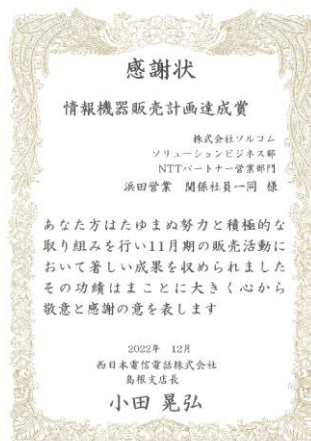 感謝状
情報機器販売計画達成賞
株式会社ソルコム
ソリューションビジネス部
NTTパートナー営業部門
浜田営業 関係社員一同 様
あなた方はたゆまぬ努力と積極的な
取り組みを行い11月期の販売活動に
おいて著しい成果を収められました
その功績はまことに大きく心から
敬意と感謝の意を表します
2022年 12月
西日本電信電話株式会社
島根支店長
小田 晃弘